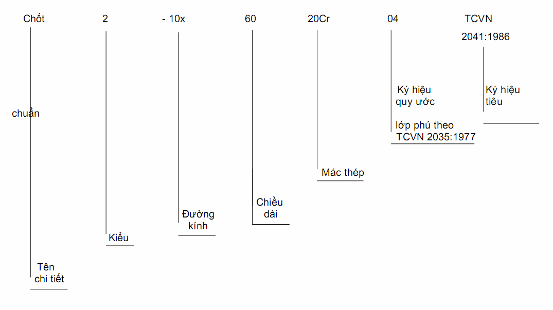 Chốt 2 - 10x 60 20Cr 04 TCVN
2041:1986
Ký hiệu quy ước
Ký hiệu tiêu
chuẩn
lớp phủ theo
TCVN 2035:1977
Mác thép
Chiều
dài
Đường
kính
Kiểu
Tên
chi tiết